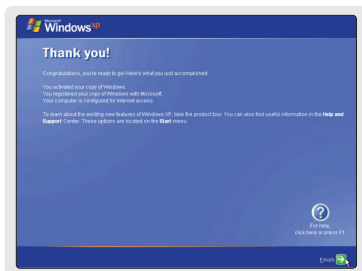 Microsoft
Windows xp
Thank you!
Congratulations, you're ready to go! Here's what you just accomplished:
You activated your copy of Windows.
You registered your copy of Windows with Microsoft.
Your computer is configured for Internet access.
To learn about the exciting new features of Windows XP, take the product tour. You can also find useful information in the Help and
Support Center. These options are located on the Start menu.
For help,
click here or press F1.
Finish